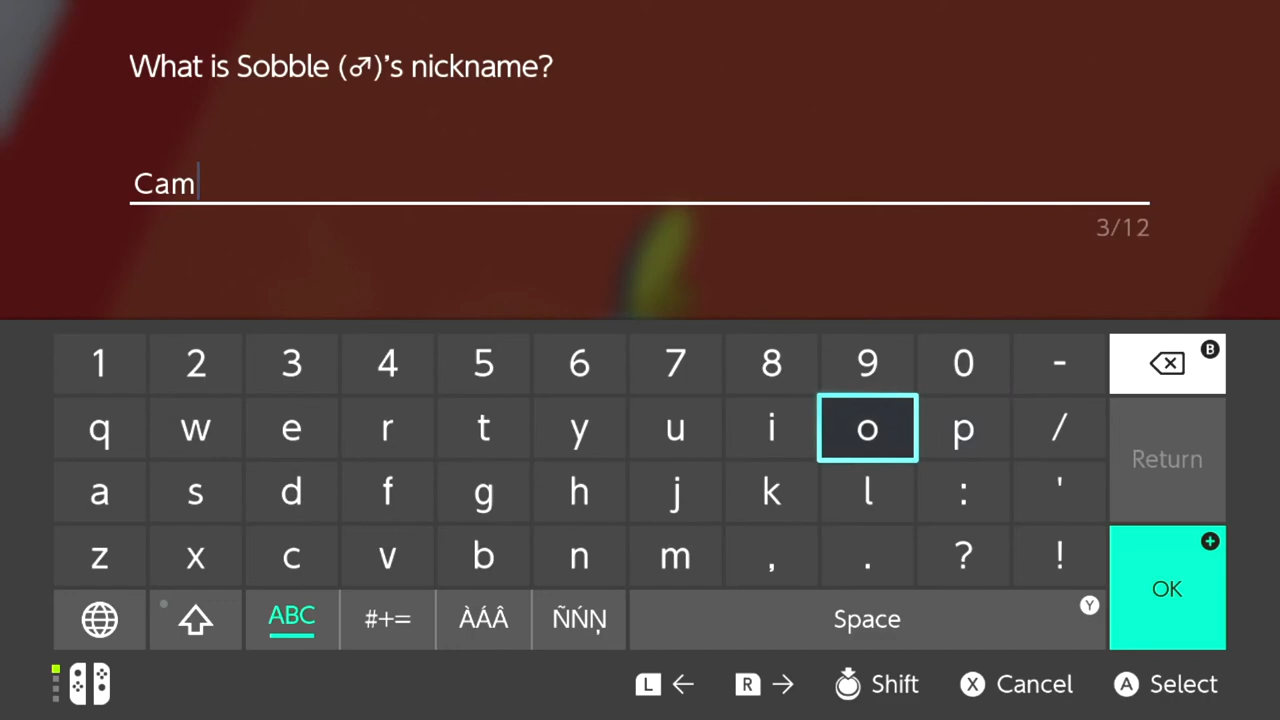 What is Sobble (♂)'s nickname?
Cam
3/12
1 2 3 4 5 6 7 8 9 0 - B
q w e r t y u i o p /
Return
a s d f g h j k l : '
z x c v b n m , . ? ! +
OK
ABC #+= ÀÁÂ ÑŃŅ Space Y
L ← R → Shift X Cancel A Select